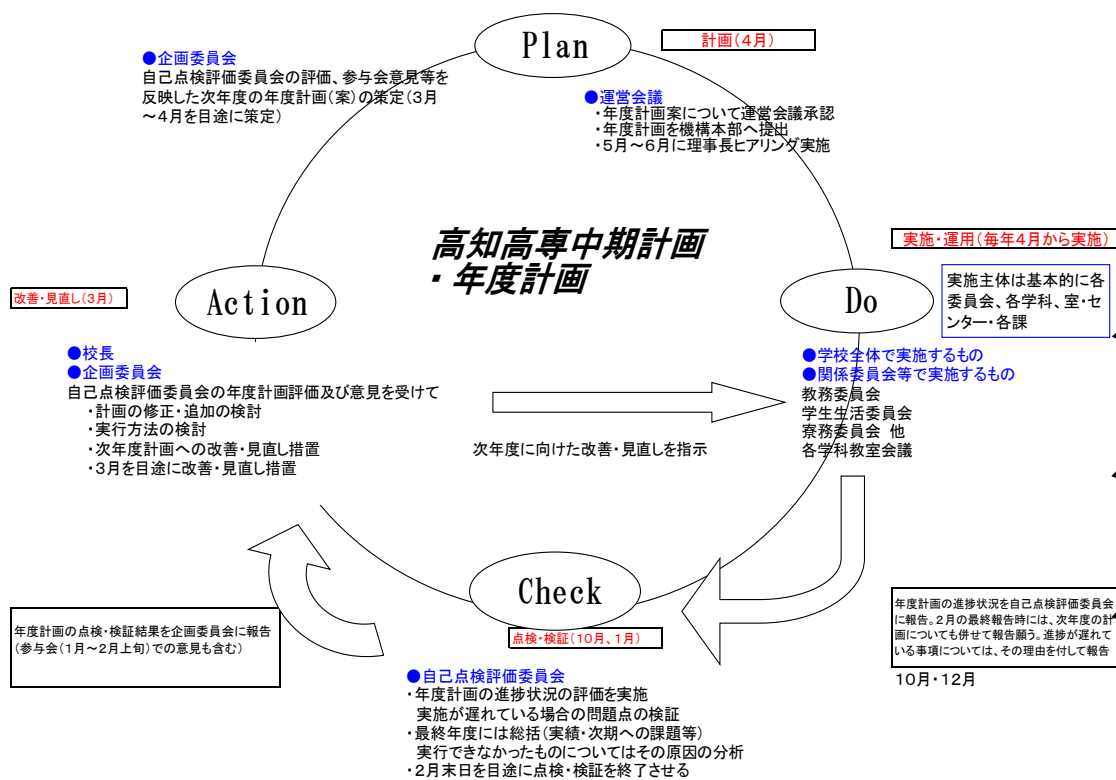 Plan
計画(4月)
●企画委員会
自己点検評価委員会の評価、参与会意見等を
反映した次年度の年度計画(案)の策定(3月
～4月を目途に策定)
●運営会議
・年度計画案について運営会議承認
・年度計画を機構本部へ提出
・5月～6月に理事長ヒアリング実施
高知高専中期計画
・年度計画
実施・運用(毎年4月から実施)
Do
実施主体は基本的に各
委員会、各学科、室・セ
ンター・各課
●学校全体で実施するもの
●関係委員会等で実施するもの
教務委員会
学生生活委員会
寮務委員会 他
各学科教室会議
Action
改善・見直し(3月)
●校長
●企画委員会
自己点検評価委員会の年度計画評価及び意見を受けて
・計画の修正・追加の検討
・実行方法の検討
・次年度計画への改善・見直し措置
・3月を目途に改善・見直し措置
次年度に向けた改善・見直しを指示
Check
点検・検証(10月、1月)
●自己点検評価委員会
・年度計画の進捗状況の評価を実施
実施が遅れている場合の問題点の検証
・最終年度には総括(実績・次期への課題等)
実行できなかったものについてはその原因の分析
・2月末日を目途に点検・検証を終了させる
年度計画の点検・検証結果を企画委員会に報告
(参与会(1月～2月上旬)での意見も含む)
年度計画の進捗状況を自己点検評価委員会
に報告。2月の最終報告時には、次年度の計
画についても併せて報告願う。進捗が遅れて
いる事項については、その理由を付して報告
10月・12月